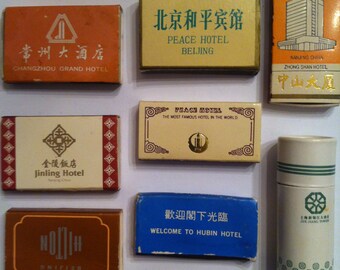 常州大酒店
CHANGZHOU GRAND HOTEL
北京和平宾馆
PEACE HOTEL
BEIJING
ZHONG SHAN HOTEL
中山大厦
金陵飯店
Jinling Hotel
PEACE HOTEL
THE MOST FAMOUS HOTEL IN THE WORLD
歡迎閣下光臨
WELCOME TO HUBIN HOTEL